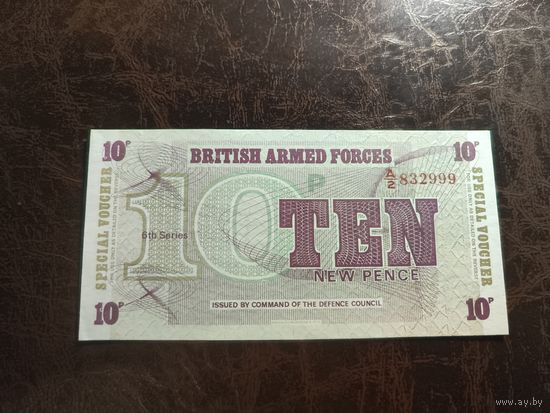 10P BRITISH ARMED FORCES 10P
A/2 832999
SPECIAL VOUCHER
10P
6th Series
TEN
NEW PENCE
SPECIAL VOUCHER
ISSUED BY COMMAND OF THE DEFENCE COUNCIL
10P 10P
www.ay.by